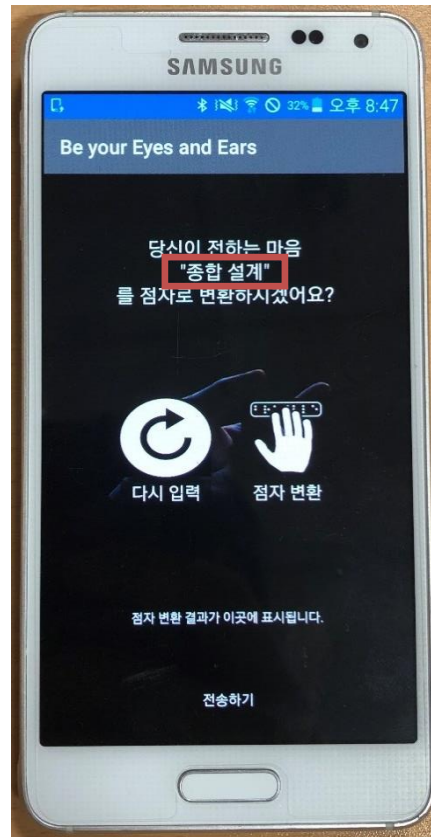 SAMSUNG
32% 오후 8:47
Be your Eyes and Ears
당신이 전하는 마음
"종합 설계"
를 점자로 변환하시겠어요?
다시 입력 점자 변환
점자 변환 결과가 이곳에 표시됩니다.
전송하기